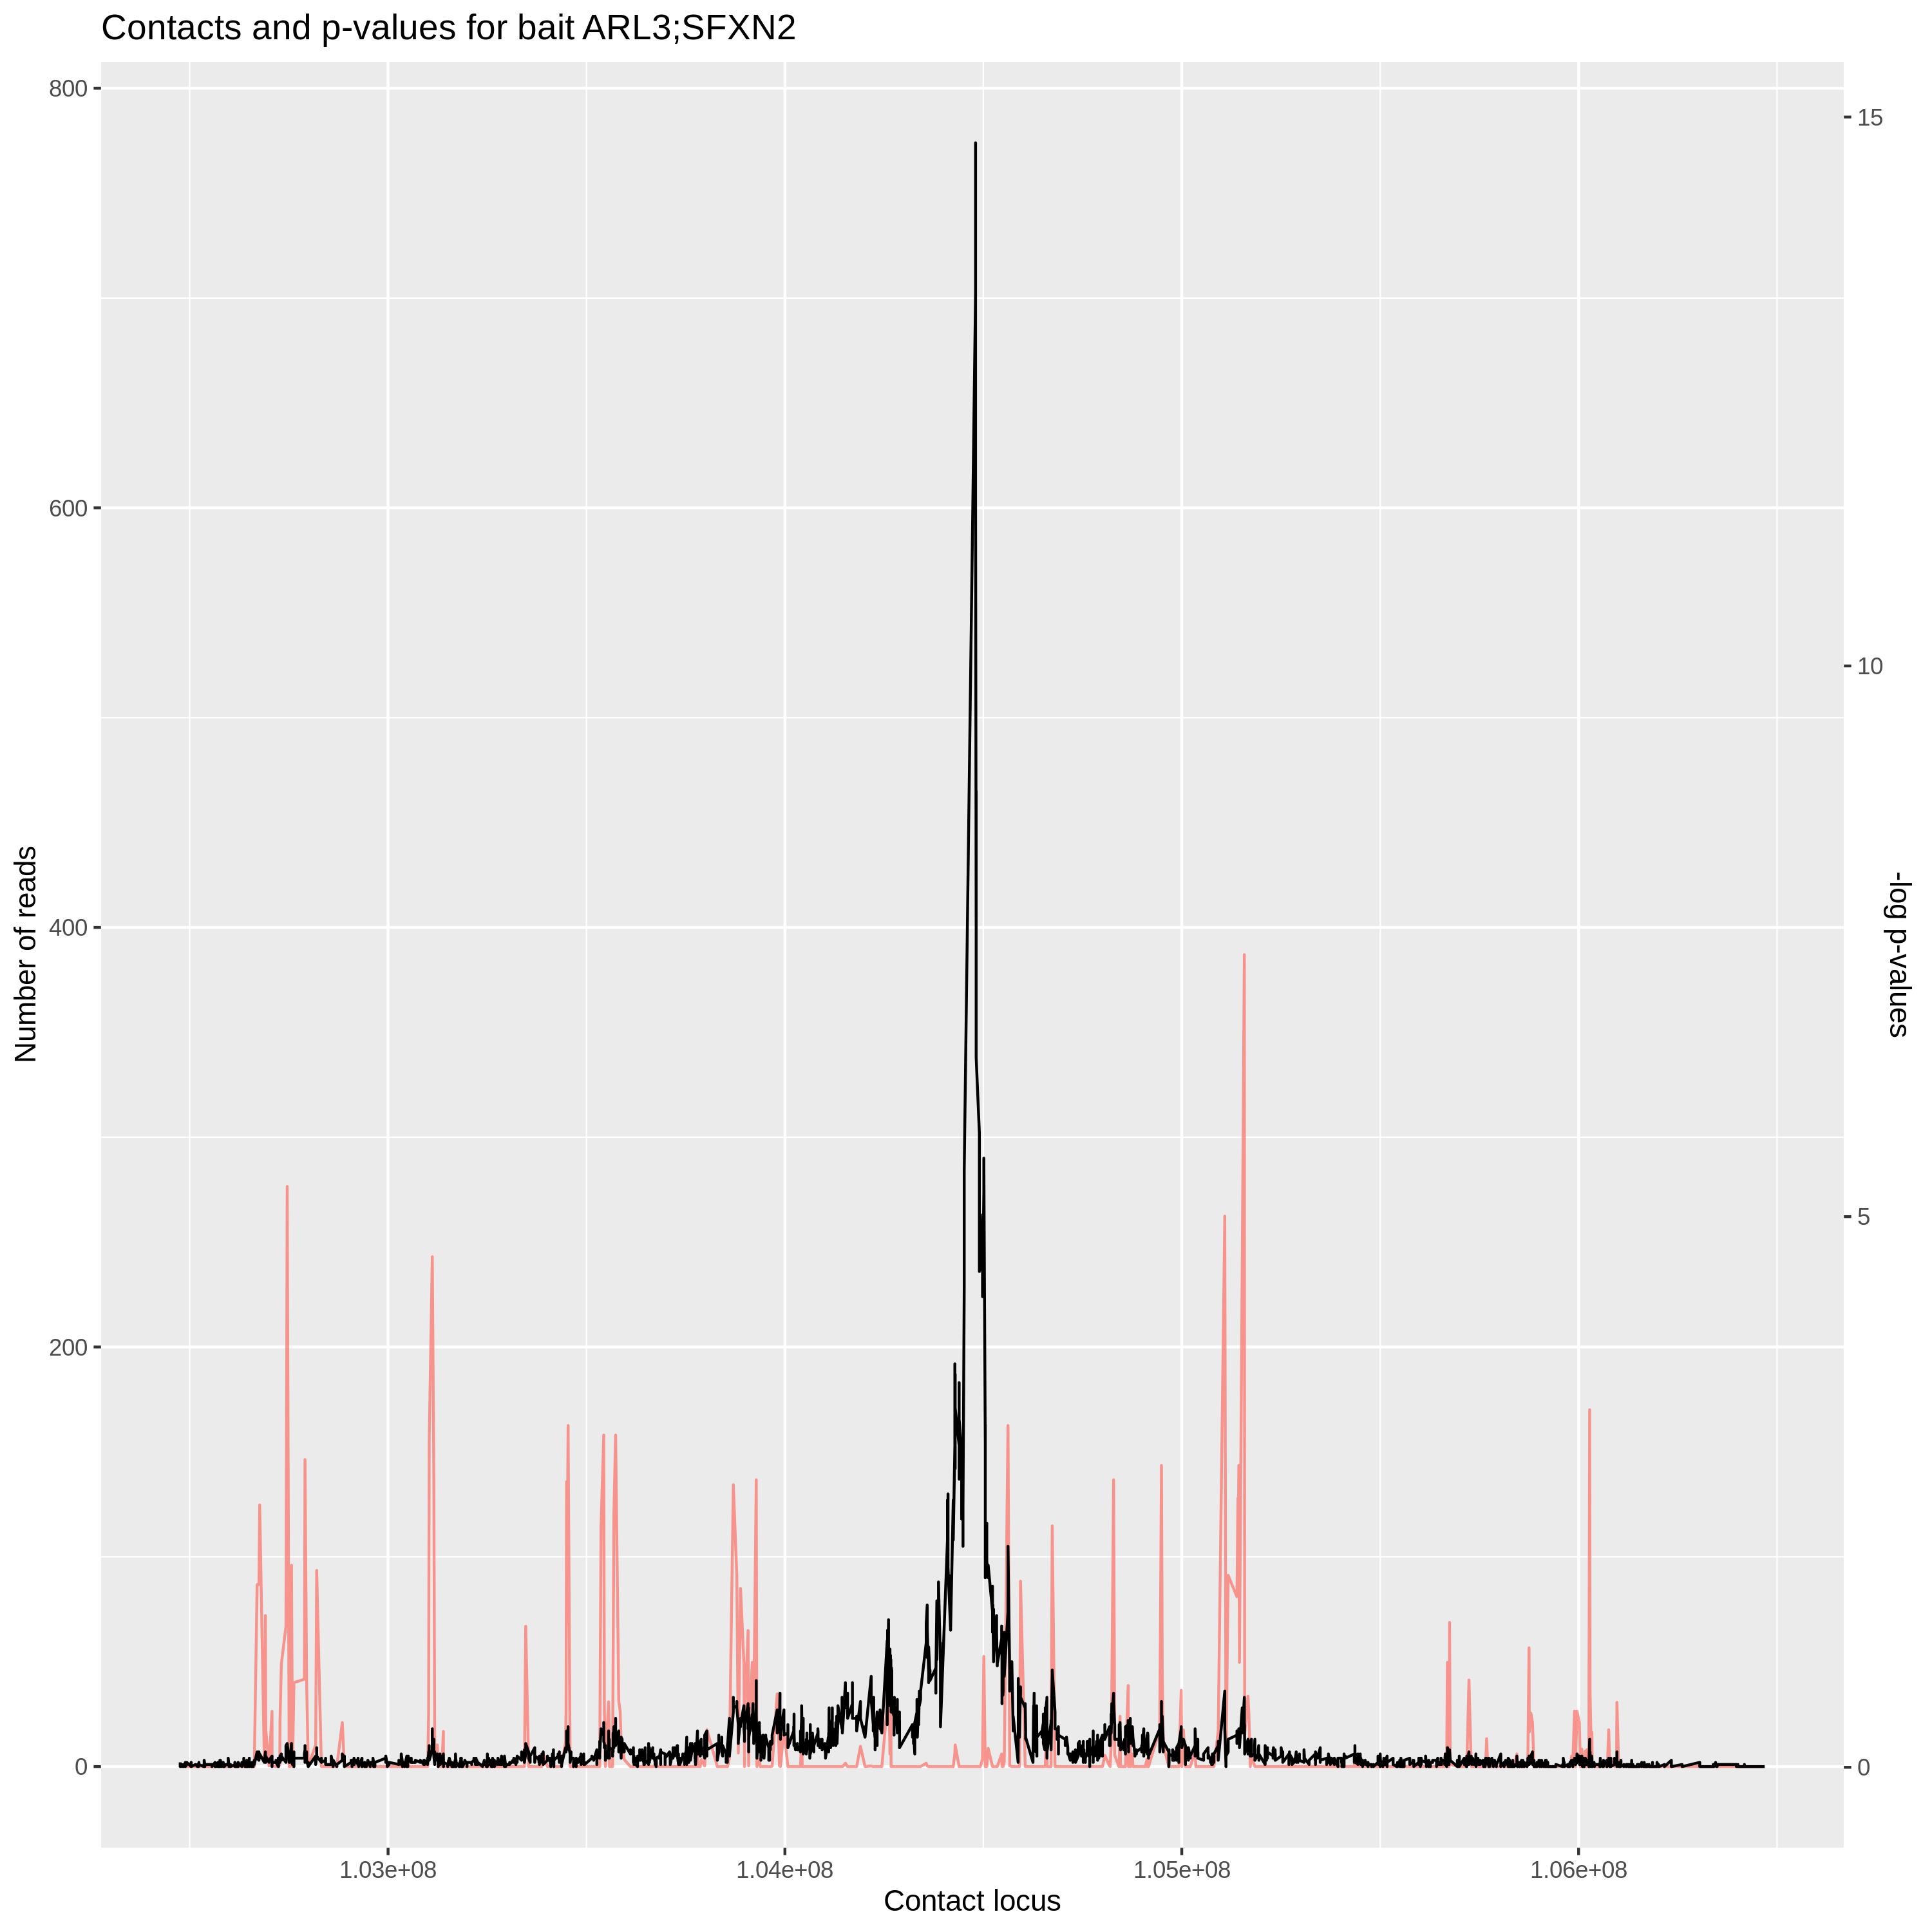 Contacts and p-values for bait ARL3;SFXN2
800
600
400
200
0
15
10
5
0
Number of reads
-log p-values
1.03e+08
1.04e+08
1.05e+08
1.06e+08
Contact locus